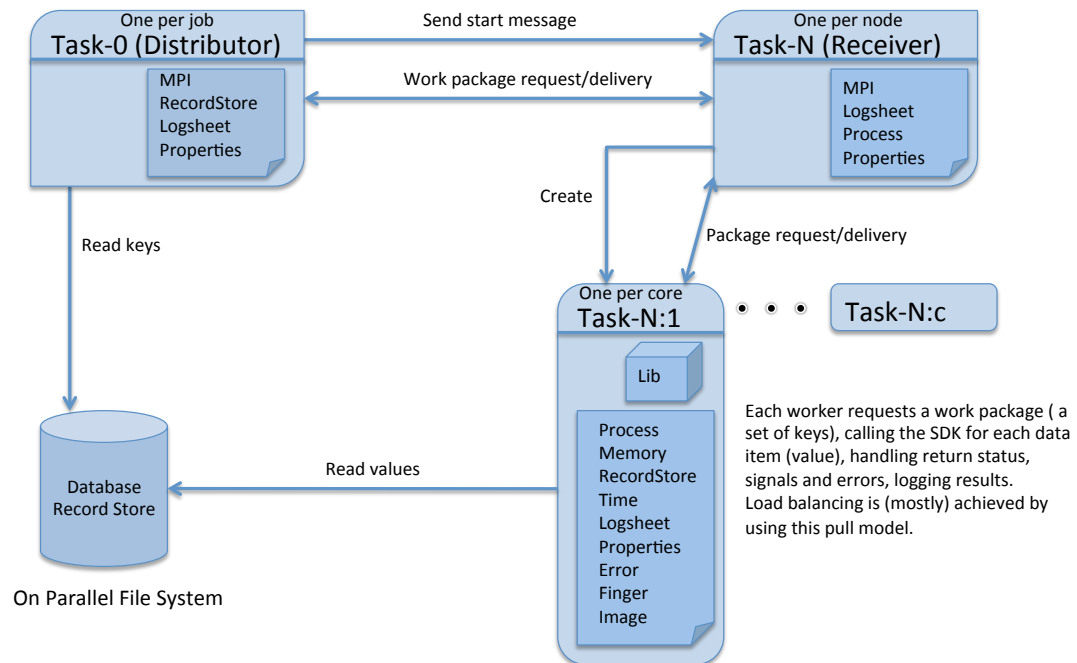 One per job
Task-0 (Distributor)
MPI
RecordStore
Logsheet
Properties
Send start message
Work package request/delivery
One per node
Task-N (Receiver)
MPI
Logsheet
Process
Properties
Create
Package request/delivery
Read keys
One per core
Task-N:1
Lib
Process
Memory
RecordStore
Time
Logsheet
Properties
Error
Finger
Image
Task-N:c
Each worker requests a work package ( a
set of keys), calling the SDK for each data
item (value), handling return status,
signals and errors, logging results.
Load balancing is (mostly) achieved by
using this pull model.
Read values
Database
Record Store
On Parallel File System